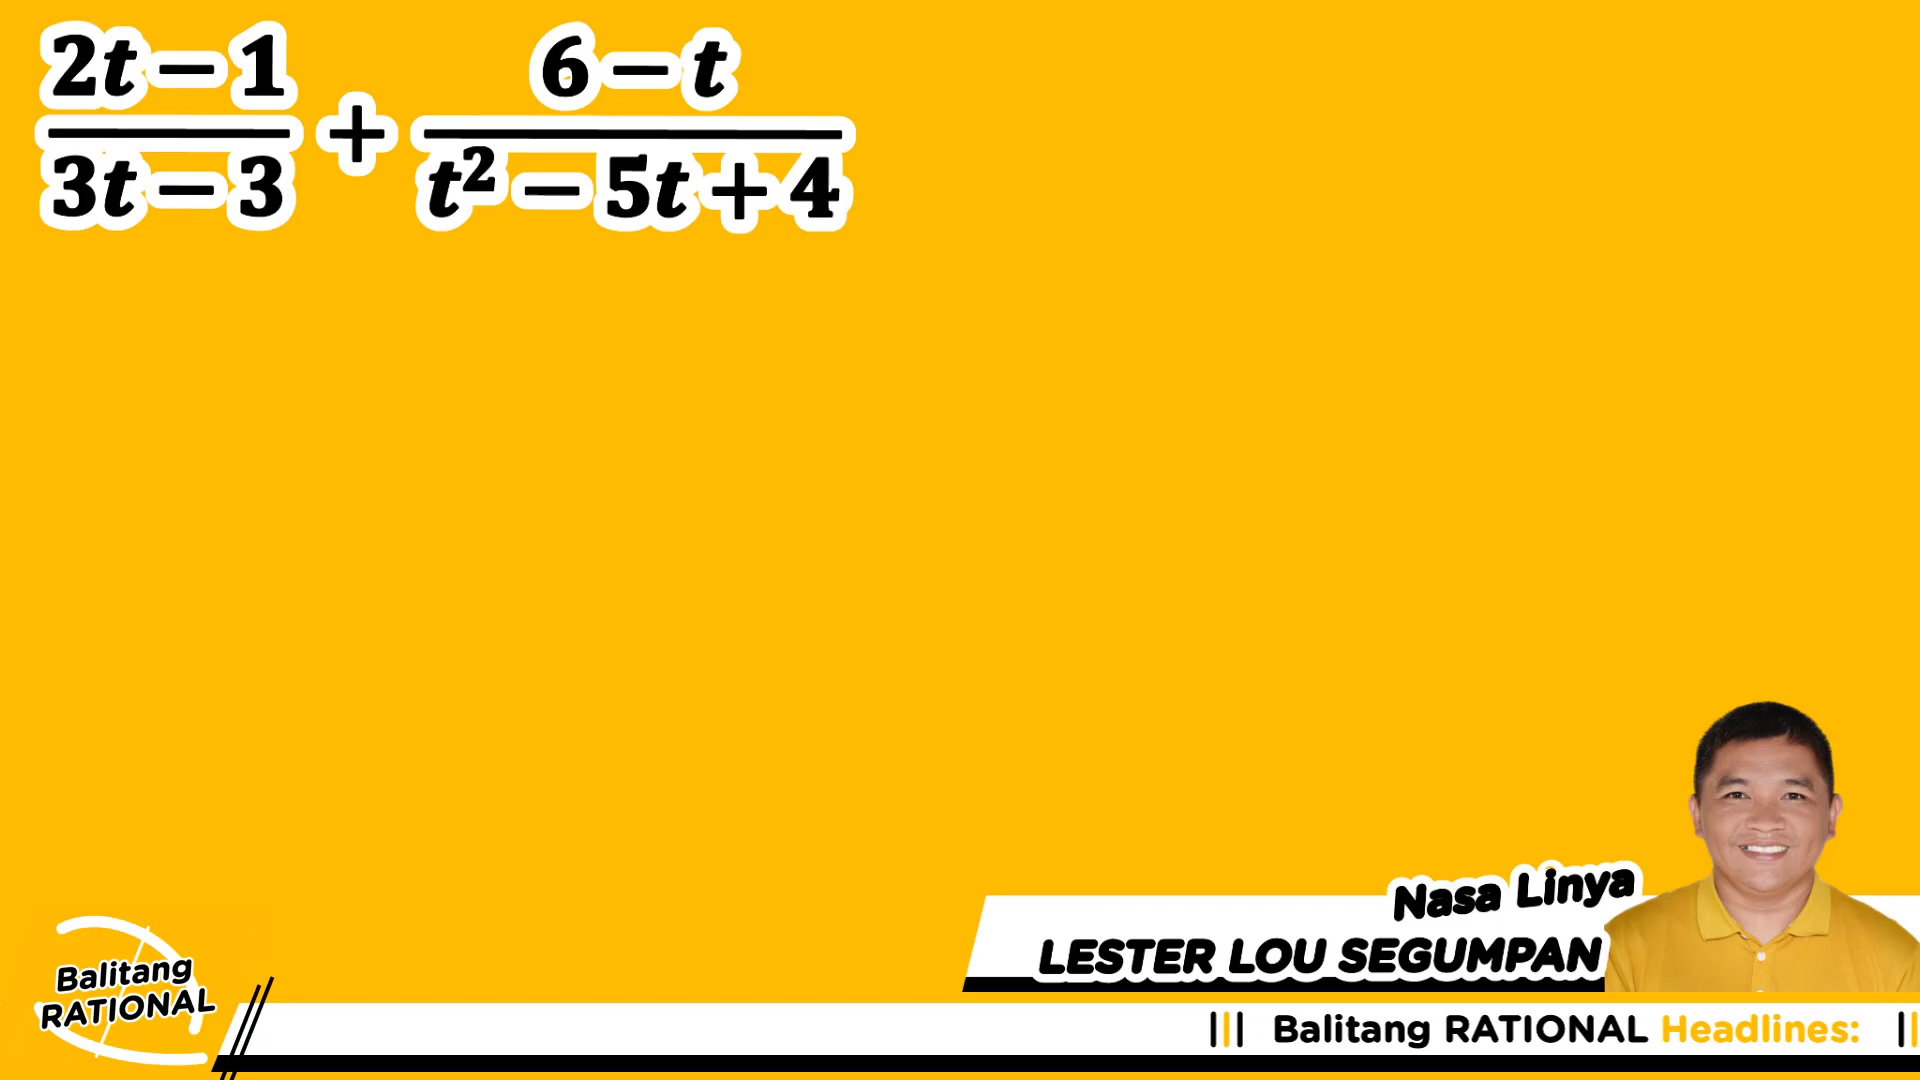 2t − 1
3t − 3
+
6 − t
t² − 5t + 4
Nasa Linya
LESTER LOU SEGUMPAN
Balitang
RATIONAL
Balitang RATIONAL Headlines: